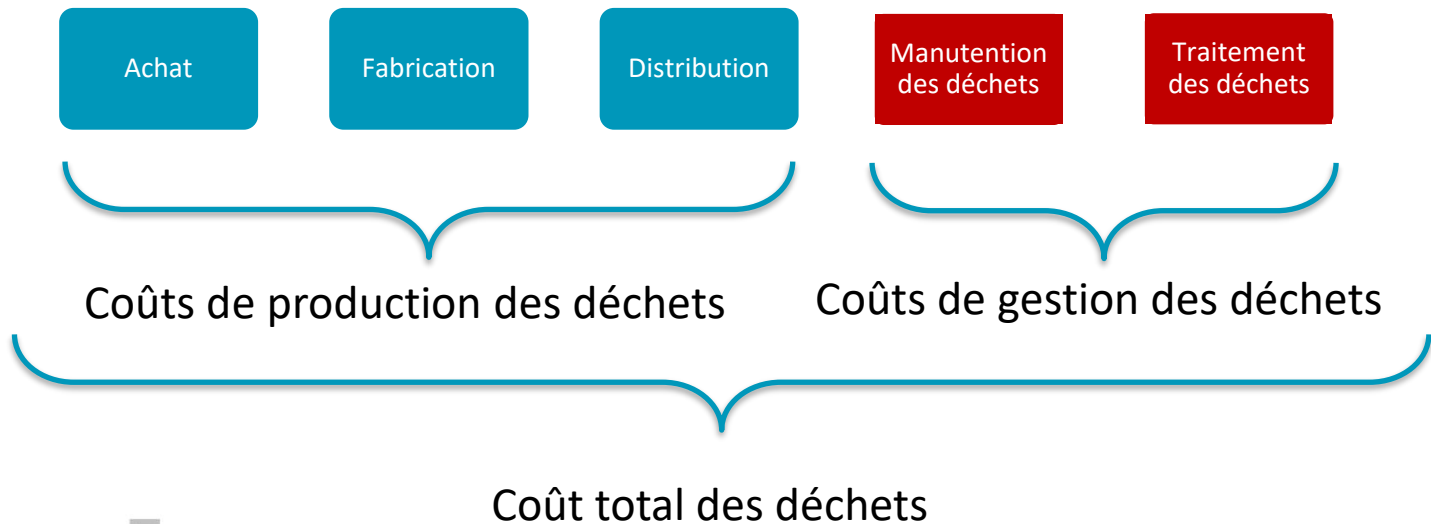 Achat
Fabrication
Distribution
Manutention
des déchets
Traitement
des déchets
Coûts de production des déchets
Coûts de gestion des déchets
Coût total des déchets